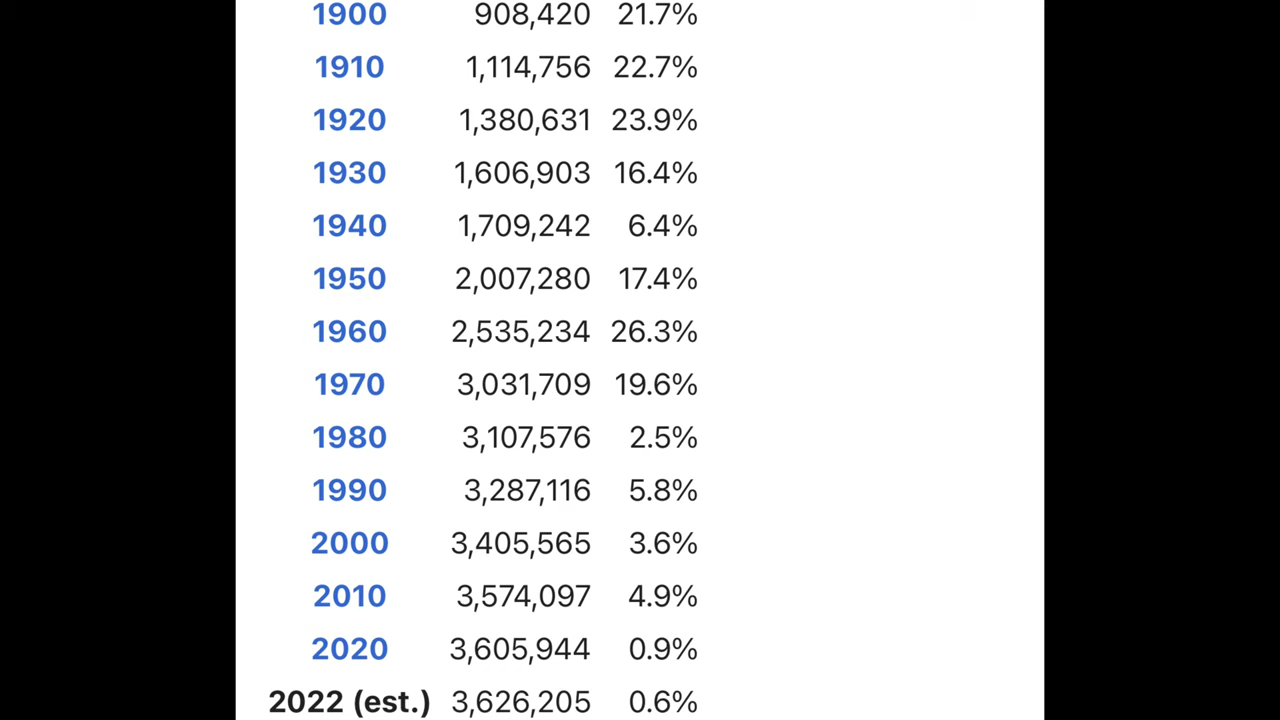 1900 908,420 21.7%
1910 1,114,756 22.7%
1920 1,380,631 23.9%
1930 1,606,903 16.4%
1940 1,709,242 6.4%
1950 2,007,280 17.4%
1960 2,535,234 26.3%
1970 3,031,709 19.6%
1980 3,107,576 2.5%
1990 3,287,116 5.8%
2000 3,405,565 3.6%
2010 3,574,097 4.9%
2020 3,605,944 0.9%
2022 (est.) 3,626,205 0.6%